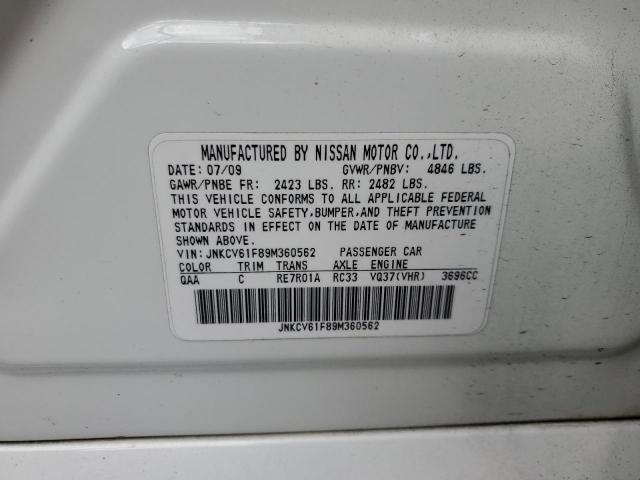 MANUFACTURED BY NISSAN MOTOR CO.,LTD.
DATE: 07/09 GVWR/PNBV: 4846 LBS.
GAWR/PNBE FR: 2423 LBS. RR: 2482 LBS.
THIS VEHICLE CONFORMS TO ALL APPLICABLE FEDERAL
MOTOR VEHICLE SAFETY,BUMPER,AND THEFT PREVENTION
STANDARDS IN EFFECT ON THE DATE OF MANUFACTURE
SHOWN ABOVE.
VIN: JNKCV61F89M360562 PASSENGER CAR
COLOR TRIM TRANS AXLE ENGINE
QAA C RE7R01A RC33 VQ37(VHR) 3696CC
JNKCV61F89M360562